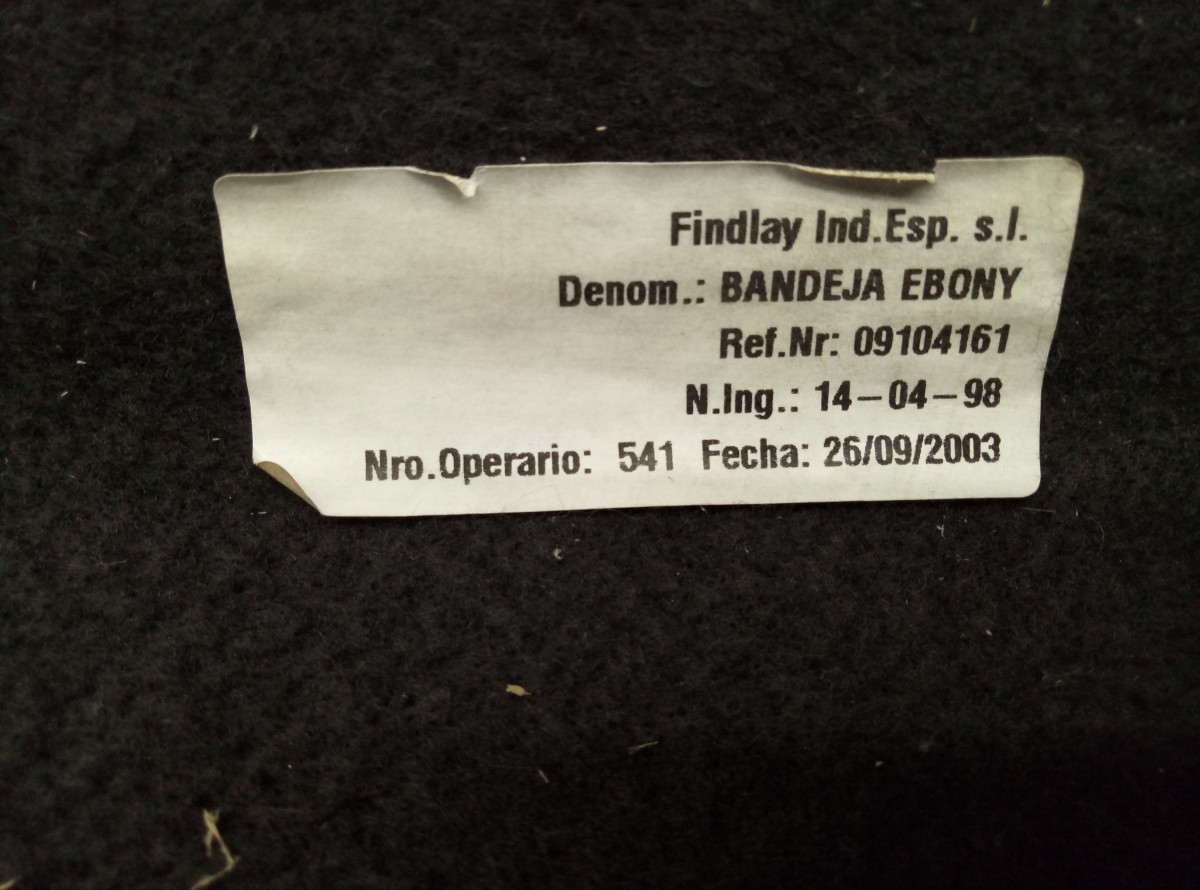 Findlay Ind.Esp. s.l.
Denom.: BANDEJA EBONY
Ref.Nr: 09104161
N.Ing.: 14-04-98
Nro.Operario: 541 Fecha: 26/09/2003